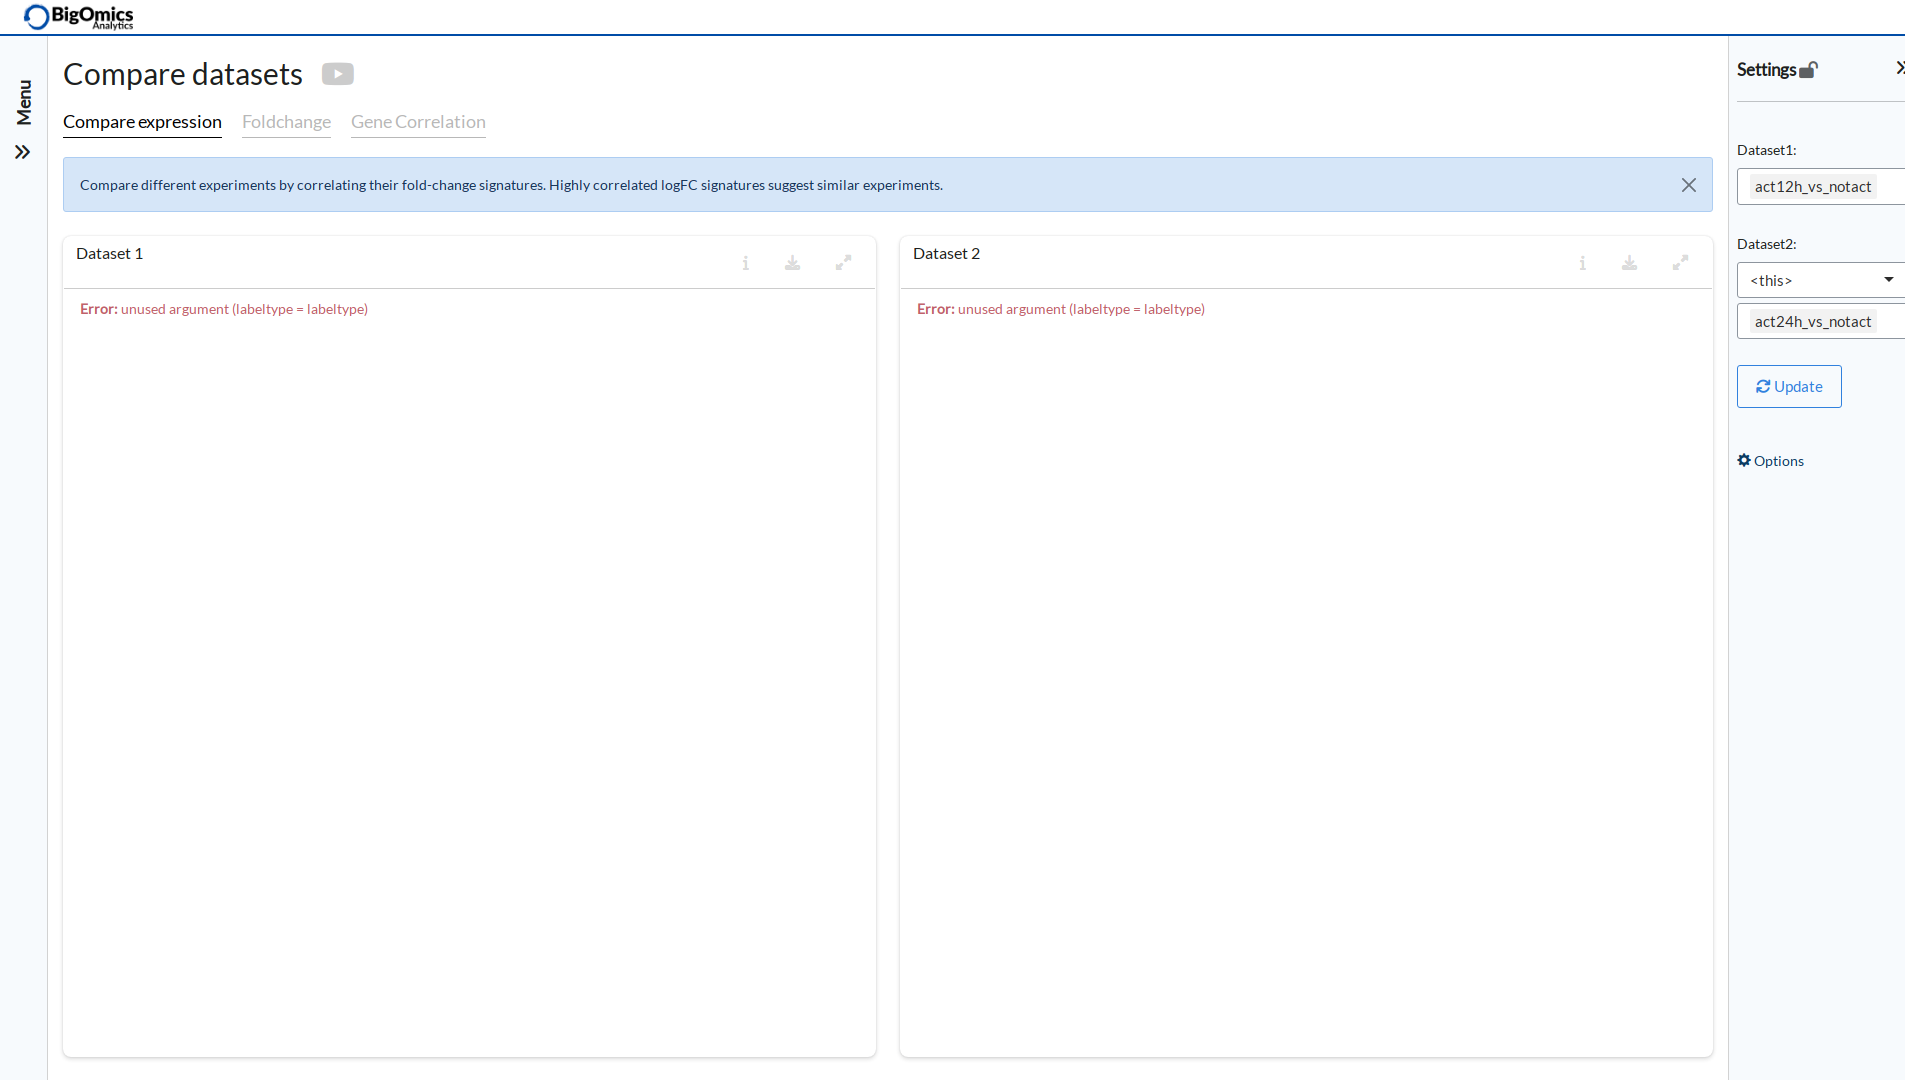 BigOmics
Analytics
Menu
Compare datasets
Compare expression
Foldchange
Gene Correlation
Compare different experiments by correlating their fold-change signatures. Highly correlated logFC signatures suggest similar experiments.
Dataset 1
Error: unused argument (labeltype = labeltype)
Dataset 2
Error: unused argument (labeltype = labeltype)
Settings
Dataset1:
act12h_vs_notact
Dataset2:
<this>
act24h_vs_notact
Update
Options